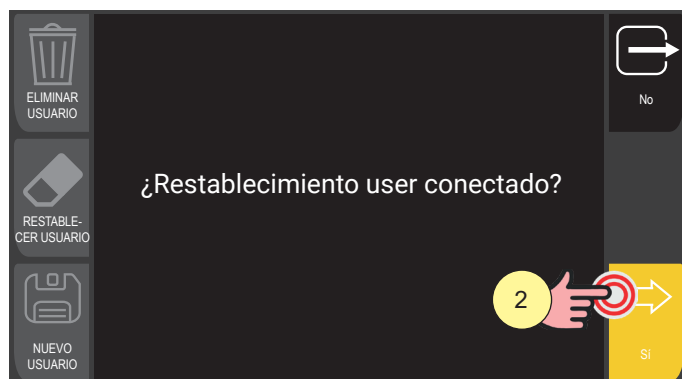 ELIMINAR
USUARIO
No
¿Restablecimiento user conectado?
RESTABLE-
CER USUARIO
2
NUEVO
USUARIO
Sí